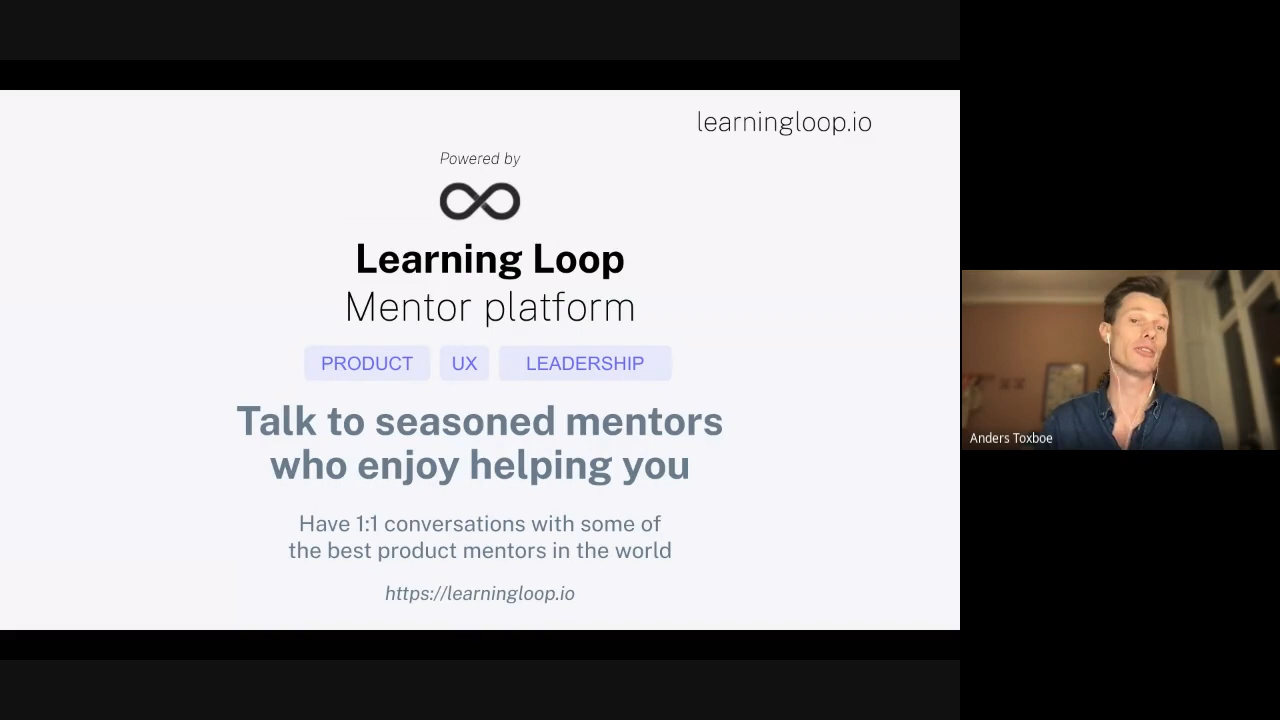 learningloop.io
Powered by
Learning Loop
Mentor platform
PRODUCT UX LEADERSHIP
Talk to seasoned mentors
who enjoy helping you
Have 1:1 conversations with some of
the best product mentors in the world
https://learningloop.io
Anders Toxboe